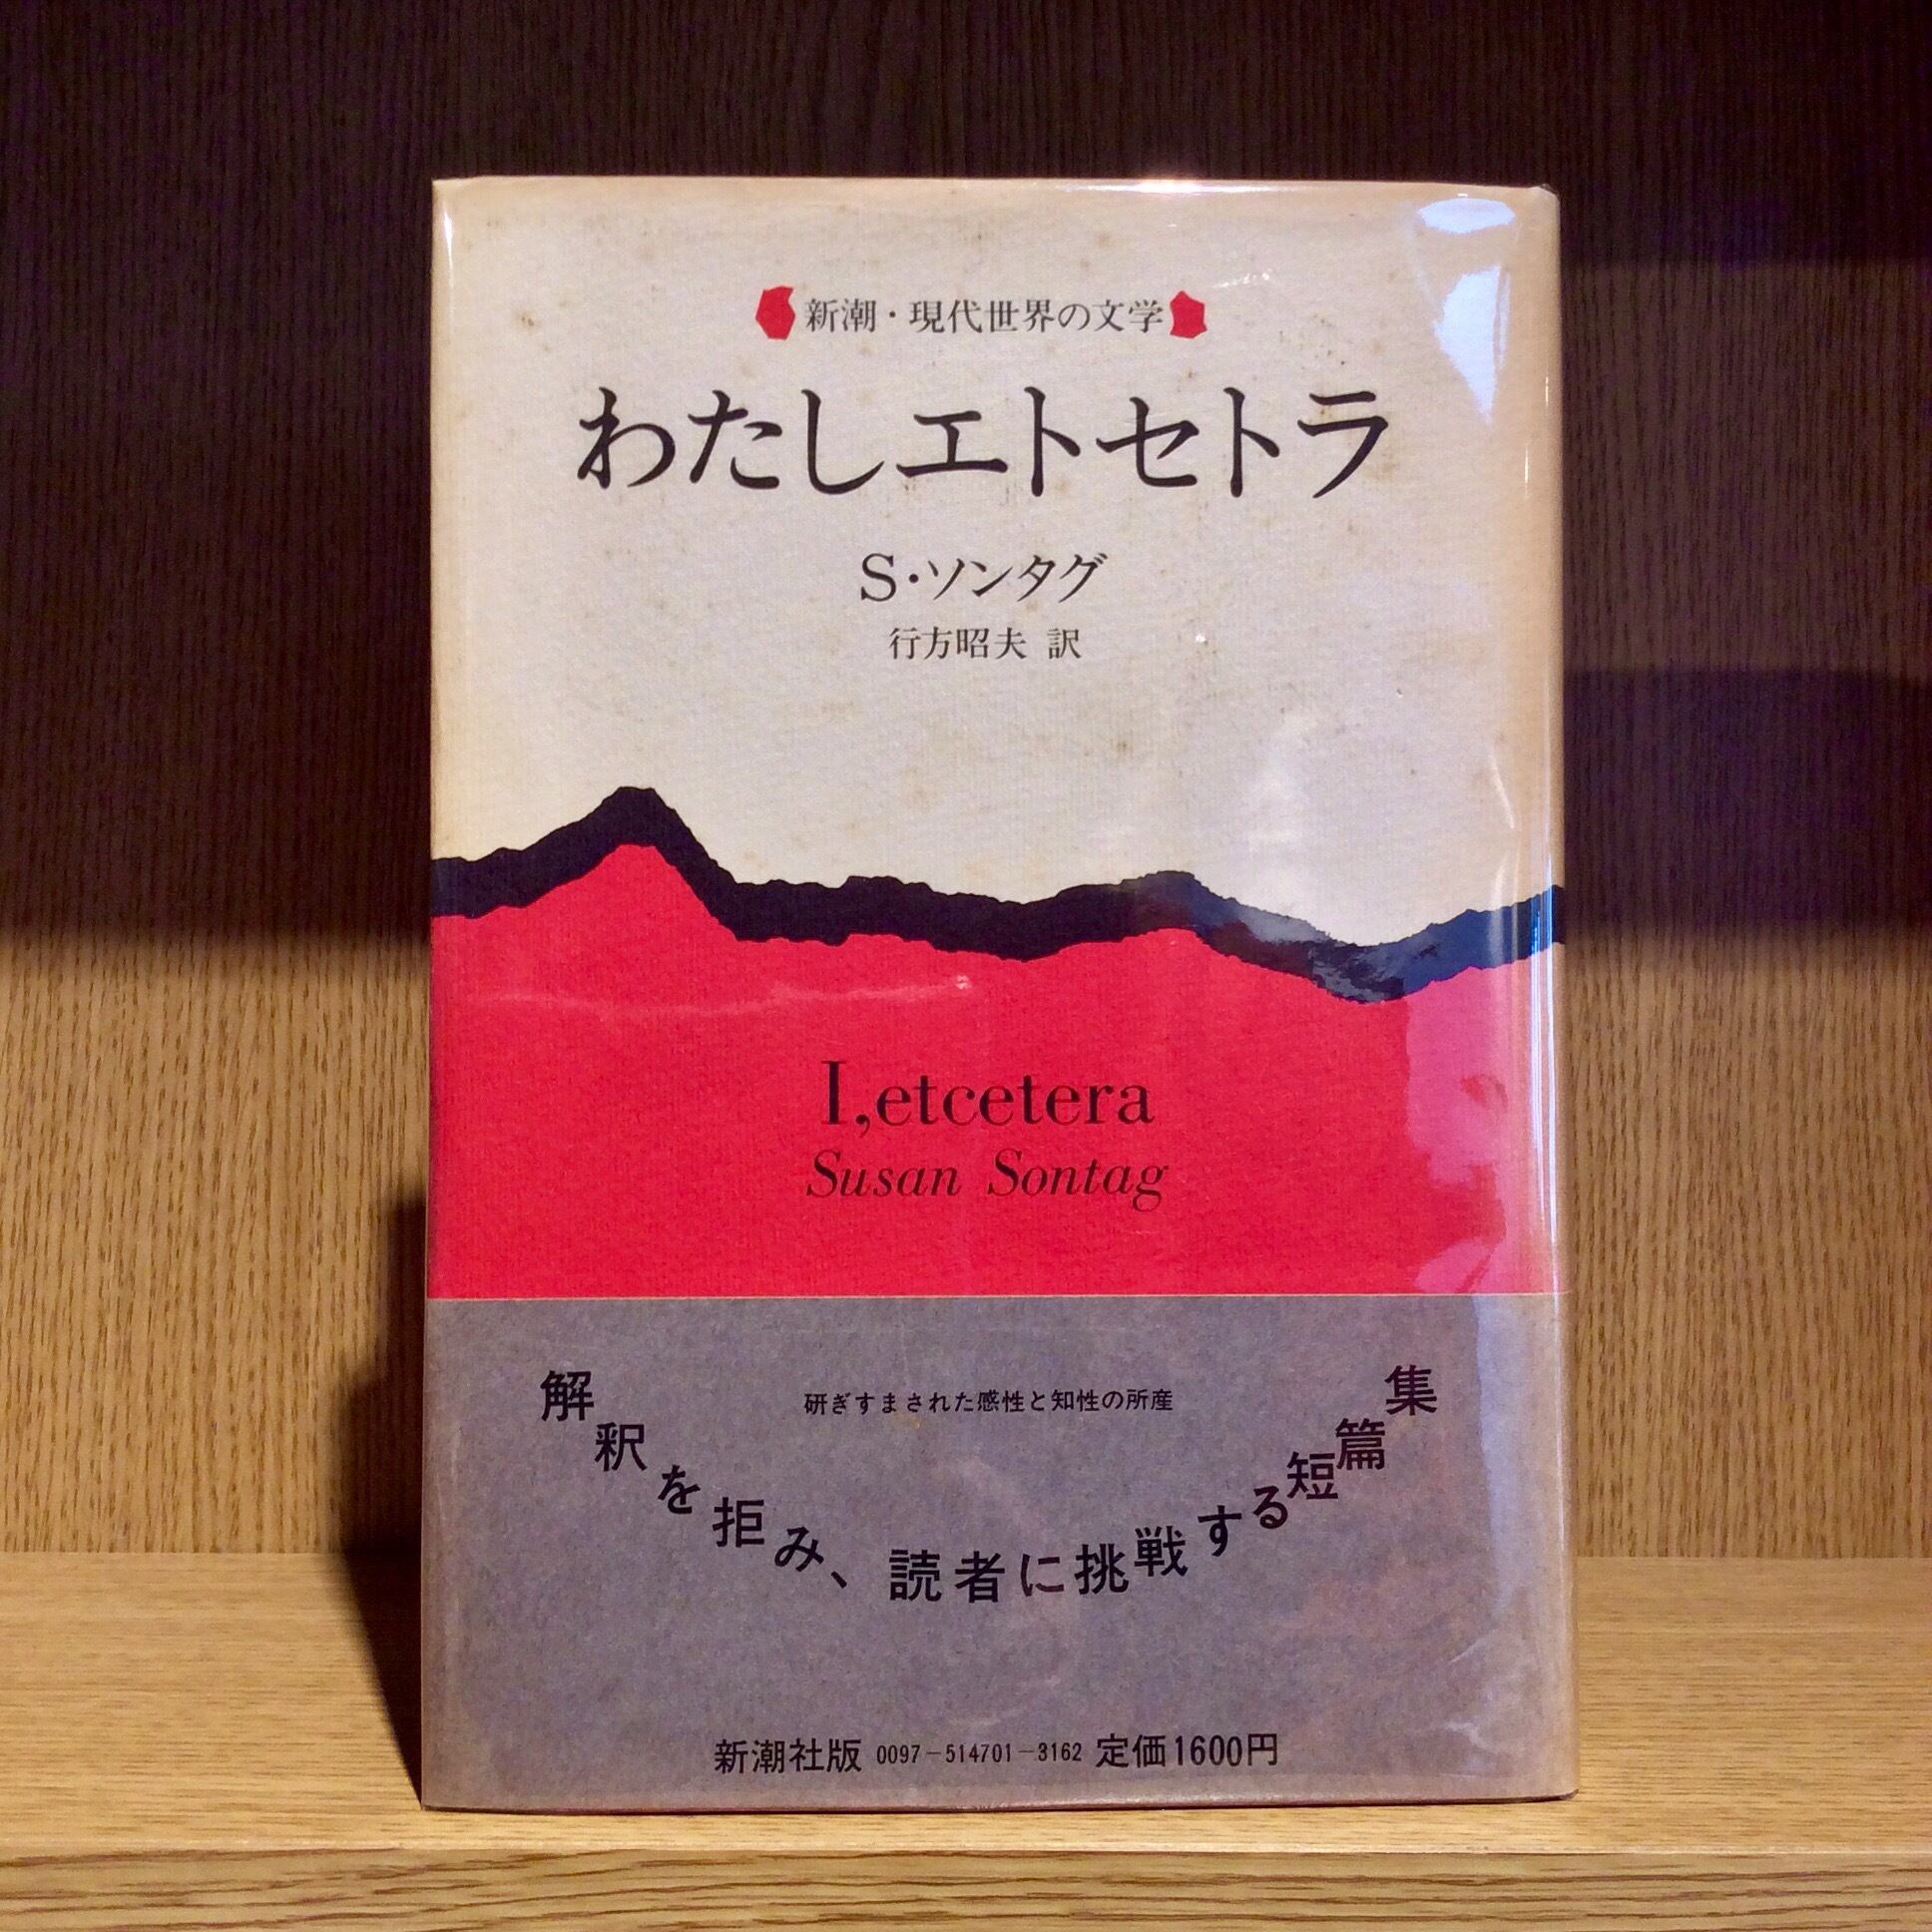 新潮・現代世界の文学
わたしエトセトラ
S・ソンタグ
行方昭夫 訳
I,etcetera
Susan Sontag
研ぎすまされた感性と知性の所産
解釈を拒み、読者に挑戦する短篇集
新潮社版 0097-514701-3162 定価1600円